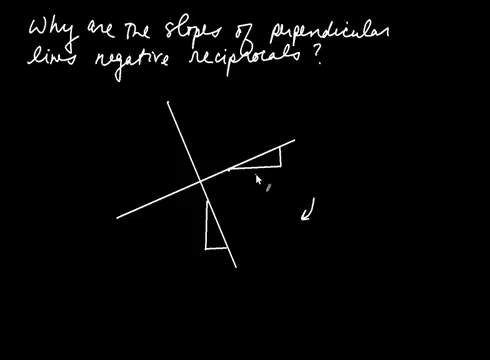 Why are the slopes of perpendicular
lines negative reciprocals?